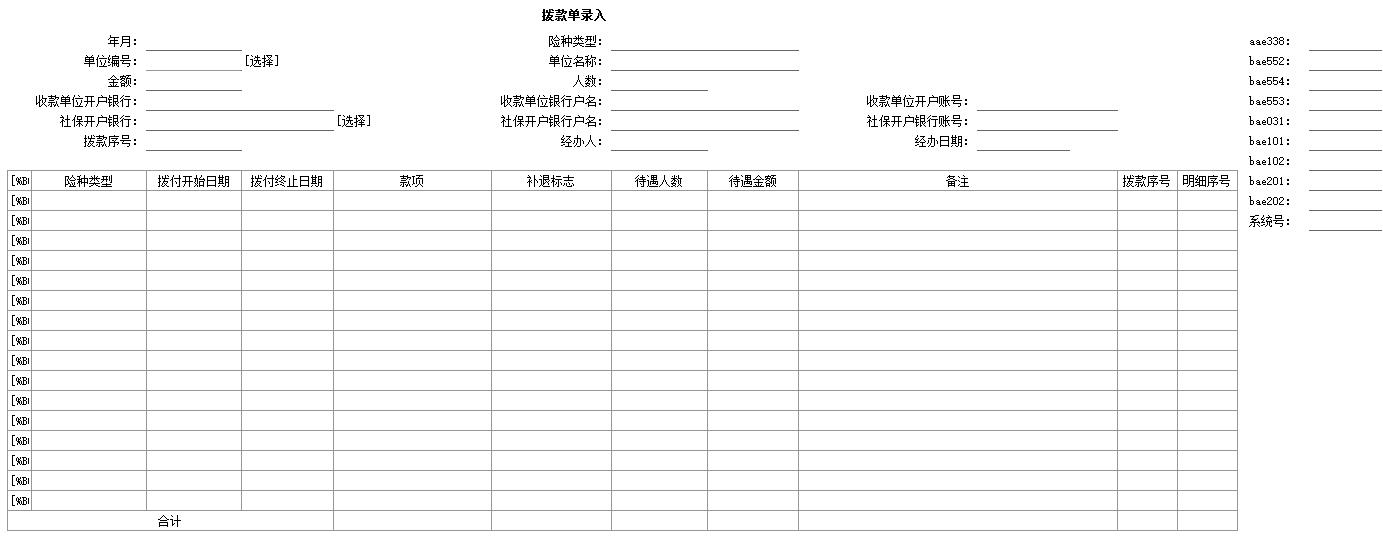 拨款单录入
年月： 险种类型： aae338：
单位编号： [选择] 单位名称： bae552：
金额： 人数： bae554：
收款单位开户银行： 收款单位银行户名： 收款单位开户账号： bae553：
社保开户银行： [选择] 社保开户银行户名： 社保开户银行账号： bae031：
拨款序号： 经办人： 经办日期： bae101：
bae102：
[%B 险种类型 拨付开始日期 拨付终止日期 款项 补退标志 待遇人数 待遇金额 备注 拨款序号 明细序号 bae201：
[%B bae202：
[%B 系统号：
[%B
[%B
[%B
[%B
[%B
[%B
[%B
[%B
[%B
[%B
[%B
[%B
[%B
[%B
合计